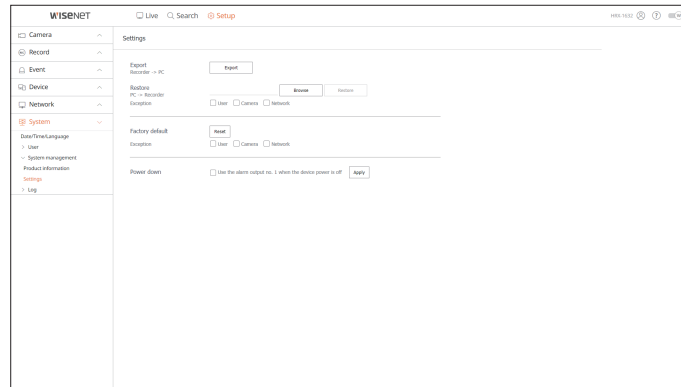 WISENET
Live Search Setup
HRX-1632
Camera
Record
Event
Device
Network
System
Date/Time/Language
User
System management
Product information
Settings
Log
Settings
Export
Recorder -> PC
Export
Restore
PC -> Recorder
Browse
Restore
Exception
User Camera Network
Factory default
Reset
Exception
User Camera Network
Power down
Use the alarm output no. 1 when the device power is off
Apply